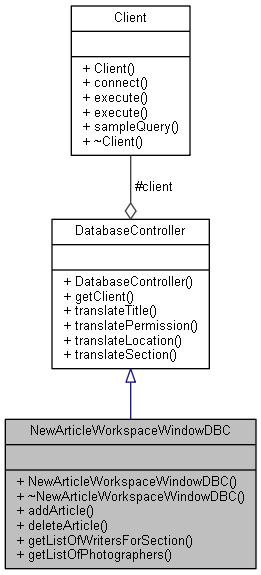 Client
+ Client()
+ connect()
+ execute()
+ execute()
+ sampleQuery()
+ ~Client()
#client
DatabaseController
+ DatabaseController()
+ getClient()
+ translateTitle()
+ translatePermission()
+ translateLocation()
+ translateSection()
NewArticleWorkspaceWindowDBC
+ NewArticleWorkspaceWindowDBC()
+ ~NewArticleWorkspaceWindowDBC()
+ addArticle()
+ deleteArticle()
+ getListOfWritersForSection()
+ getListOfPhotographers()